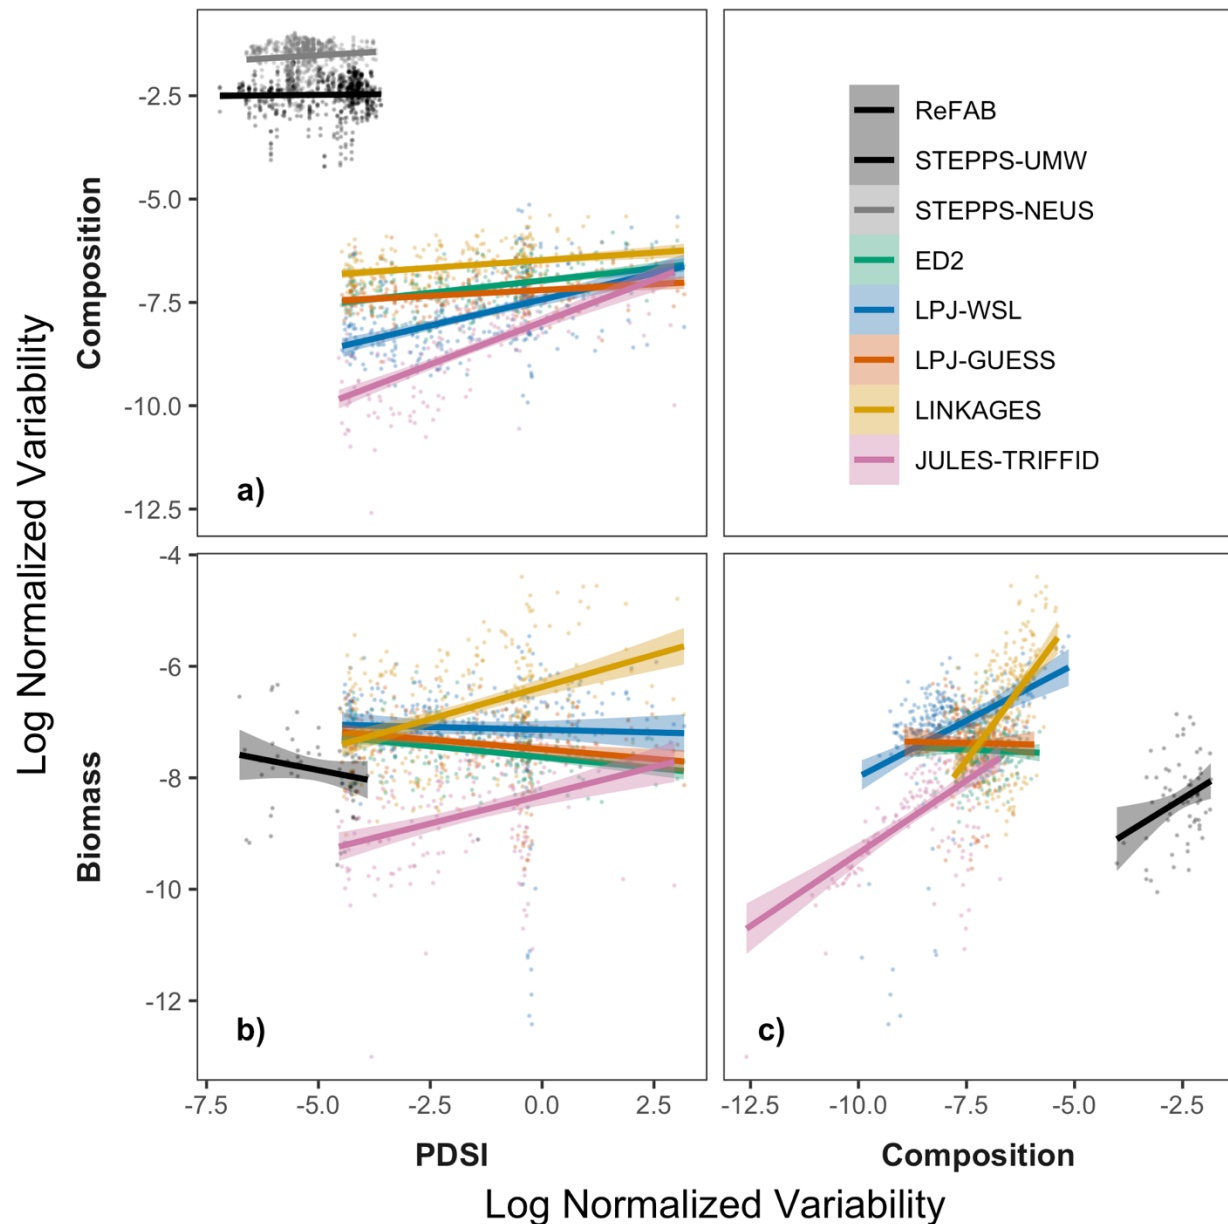 Log Normalized Variability
Composition
-2.5
-5.0
-7.5
-10.0
-12.5
a)
ReFAB
STEPPS-UMW
STEPPS-NEUS
ED2
LPJ-WSL
LPJ-GUESS
LINKAGES
JULES-TRIFFID
Biomass
-4
-6
-8
-10
-12
b)
c)
-7.5 -5.0 -2.5 0.0 2.5
-12.5 -10.0 -7.5 -5.0 -2.5
PDSI
Composition
Log Normalized Variability